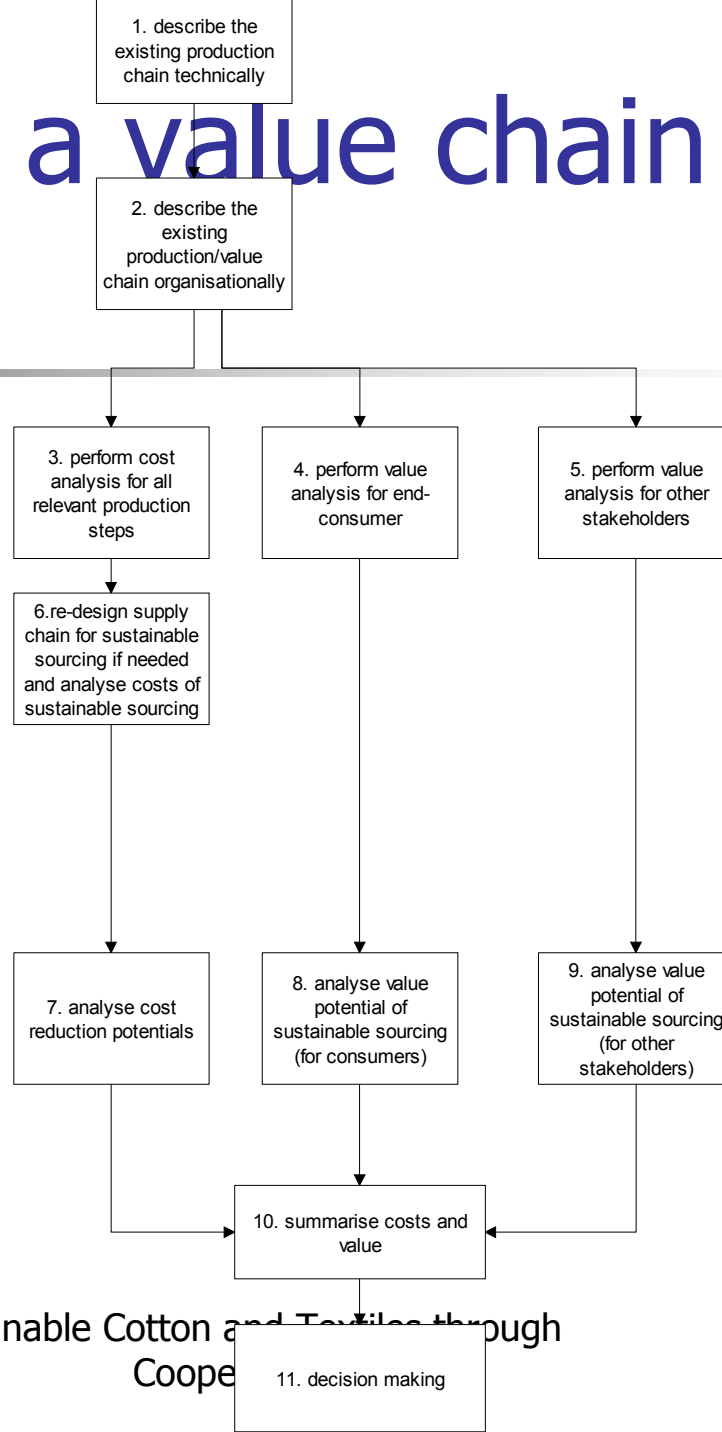 1. describe the
existing production
chain technically
a value chain
2. describe the
existing
production/value
chain organisationally
3. perform cost
analysis for all
relevant production
steps
4. perform value
analysis for end-
consumer
5. perform value
analysis for other
stakeholders
6.re-design supply
chain for sustainable
sourcing if needed
and analyse costs of
sustainable sourcing
7. analyse cost
reduction potentials
8. analyse value
potential of
sustainable sourcing
(for consumers)
9. analyse value
potential of
sustainable sourcing
(for other
stakeholders)
10. summarise costs and
value
nable Cotton and Textiles through
Coope
11. decision making